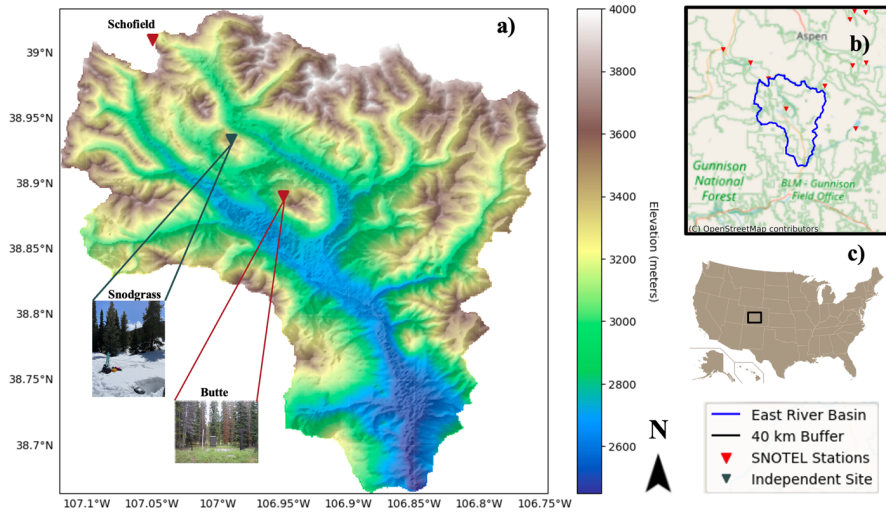 Schofield
a)
39°N
38.95°N
38.9°N
38.85°N
38.8°N
38.75°N
38.7°N
107.1°W
107.05°W
107°W
106.95°W
106.9°W
106.85°W
106.8°W
106.75°W
Snodgrass
Butte
4000
3800
3600
3400
3200
3000
2800
2600
Elevation (meters)
b)
Aspen
Gunnison
National
Forest
BLM - Gunnison
Field Office
(C) OpenStreetMap contributors
c)
N
East River Basin
40 km Buffer
SNOTEL Stations
Independent Site